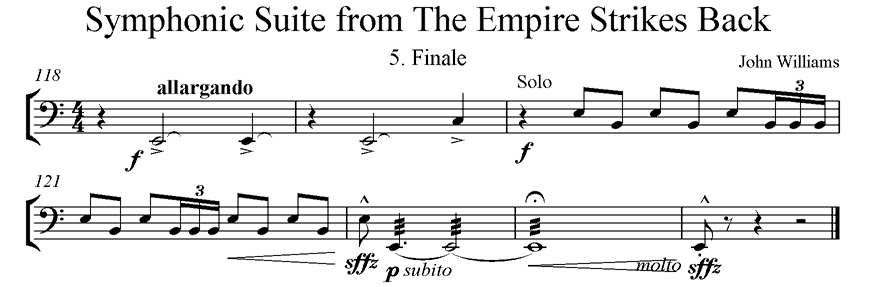 Symphonic Suite from The Empire Strikes Back
5. Finale
John Williams
118
allargando
Solo
3
4
4
f
f
121
3
sffz
p subito
molto
sffz